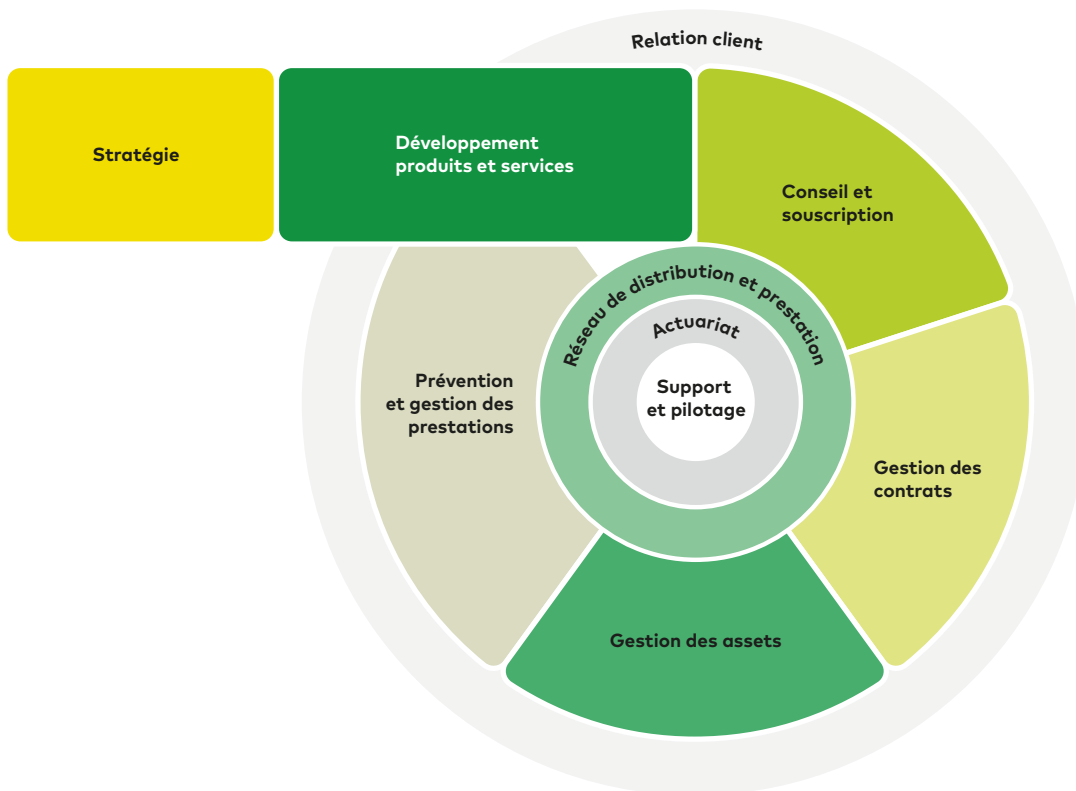 Relation client
Stratégie
Développement
produits et services
Conseil et
souscription
Réseau de distribution et prestation
Actuariat
Support
et pilotage
Prévention
et gestion des
prestations
Gestion des
contrats
Gestion des assets